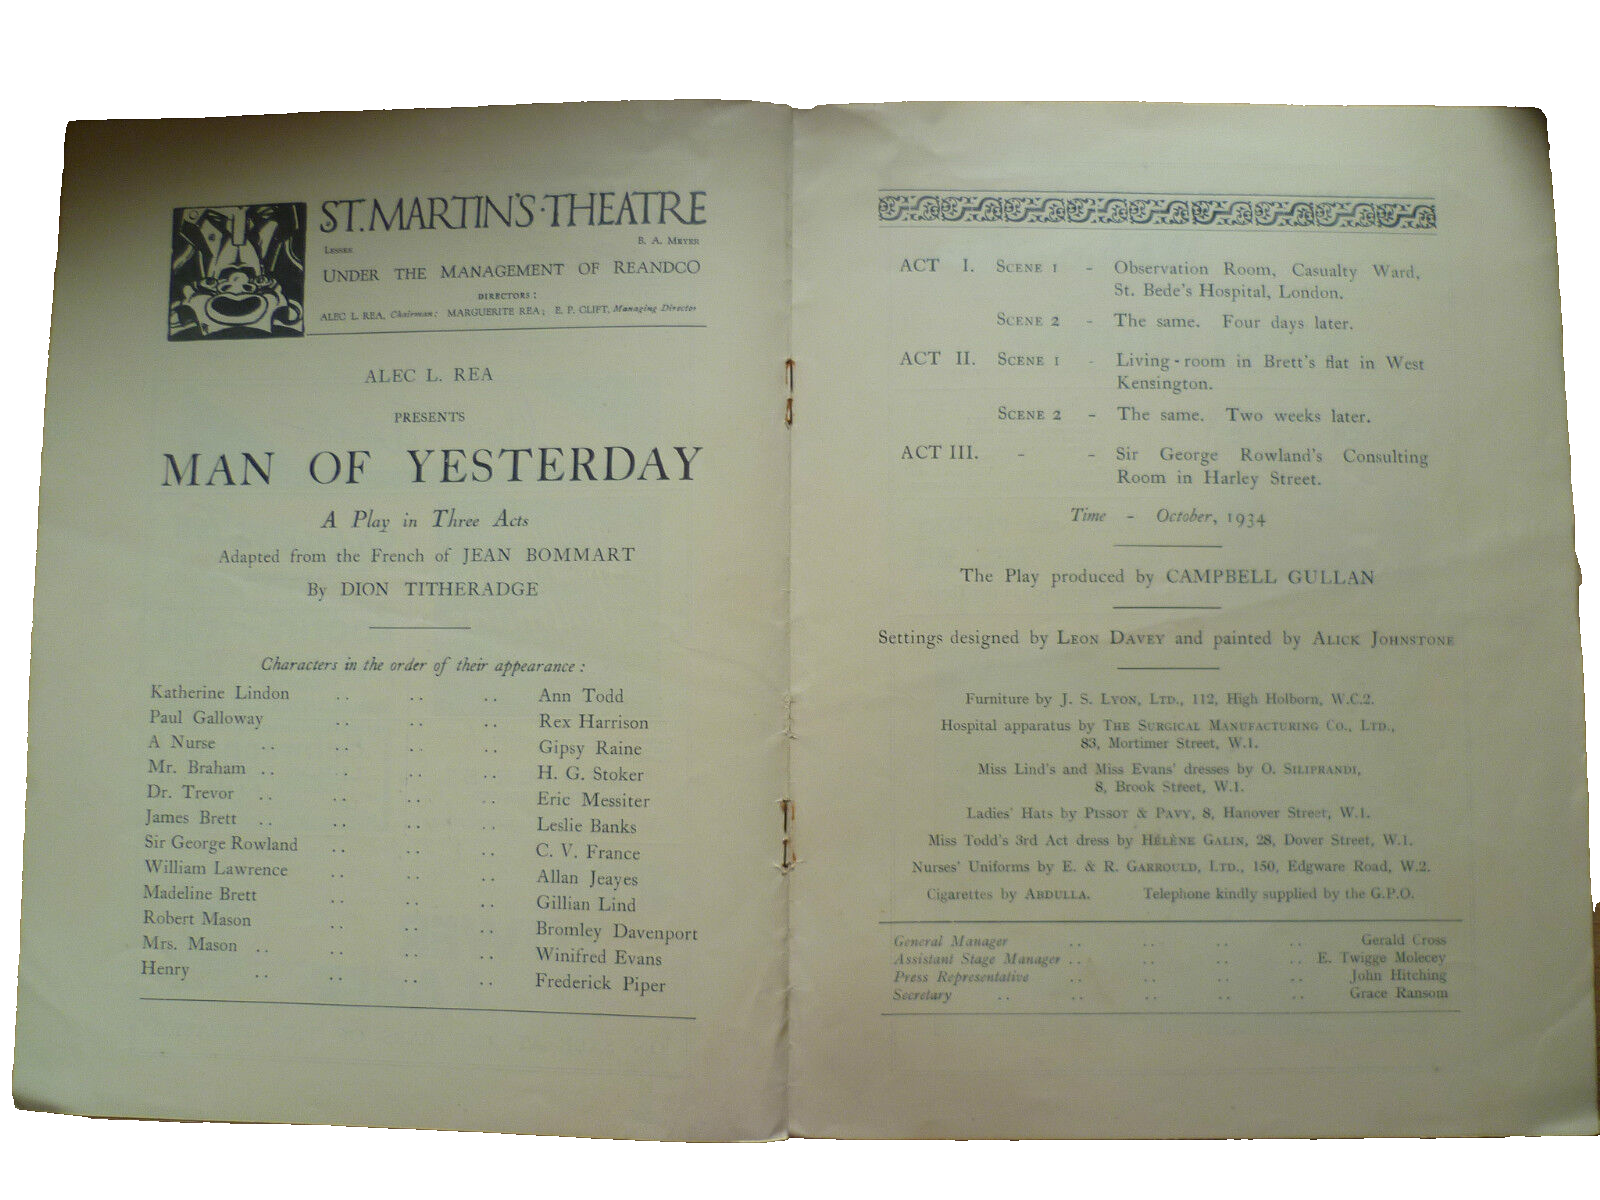 ST. MARTIN'S · THEATRE
Lessee B. A. Meyer
UNDER THE MANAGEMENT OF REANDCO
DIRECTORS:
ALEC L. REA, Chairman; MARGUERITE REA; E. P. CLIFT, Managing Director
ALEC L. REA
PRESENTS
MAN OF YESTERDAY
A Play in Three Acts
Adapted from the French of JEAN BOMMART
By DION TITHERADGE
Characters in the order of their appearance :
Katherine Lindon .. .. .. Ann Todd
Paul Galloway .. .. .. Rex Harrison
A Nurse .. .. .. .. Gipsy Raine
Mr. Braham .. .. .. .. H. G. Stoker
Dr. Trevor .. .. .. .. Eric Messiter
James Brett .. .. .. .. Leslie Banks
Sir George Rowland .. .. .. C. V. France
William Lawrence .. .. .. Allan Jeayes
Madeline Brett .. .. .. Gillian Lind
Robert Mason .. .. .. Bromley Davenport
Mrs. Mason .. .. .. .. Winifred Evans
Henry .. .. .. .. Frederick Piper
ACT I. Scene 1 - Observation Room, Casualty Ward,
St. Bede's Hospital, London.
Scene 2 - The same. Four days later.
ACT II. Scene 1 - Living-room in Brett's flat in West
Kensington.
Scene 2 - The same. Two weeks later.
ACT III. - - Sir George Rowland's Consulting
Room in Harley Street.
Time - October, 1934
The Play produced by CAMPBELL GULLAN
Settings designed by Leon Davey and painted by Alick Johnstone
Furniture by J. S. Lyon, Ltd., 112, High Holborn, W.C.2.
Hospital apparatus by The Surgical Manufacturing Co., Ltd.,
83, Mortimer Street, W.1.
Miss Lind's and Miss Evans' dresses by O. Siliprandi,
8, Brook Street, W.1.
Ladies' Hats by Pissot & Pavy, 8, Hanover Street, W.1.
Miss Todd's 3rd Act dress by Hélène Galin, 28, Dover Street, W.1.
Nurses' Uniforms by E. & R. Garrould, Ltd., 150, Edgware Road, W.2.
Cigarettes by Abdulla. Telephone kindly supplied by the G.P.O.
General Manager .. .. .. .. Gerald Cross
Assistant Stage Manager .. .. .. .. E. Twigge Molecey
Press Representative .. .. .. .. John Hitching
Secretary .. .. .. .. .. Grace Ransom